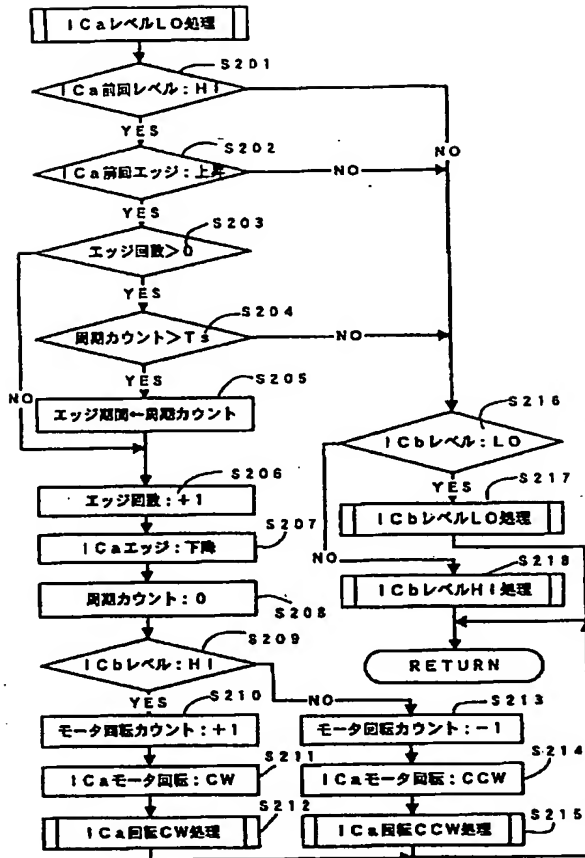 ICaレベルLO処理
S201
ICa前回レベル:HI
YES
NO
S202
ICa前回エッジ:上昇
NO
YES
S203
エッジ回数>0
YES
NO
S204
周期カウント>Ts
NO
YES
S205
エッジ期間←周期カウント
S206
エッジ回数:+1
S207
ICaエッジ:下降
周期カウント:0
S208
S209
ICbレベル:HI
YES
NO
S210
モータ回転カウント:+1
S211
ICaモータ回転:CW
S212
ICa回転CW処理
S213
モータ回転カウント:-1
S214
ICaモータ回転:CCW
S215
ICa回転CCW処理
S216
ICbレベル:LO
YES
NO
S217
ICbレベルLO処理
S218
ICbレベルHI処理
RETURN